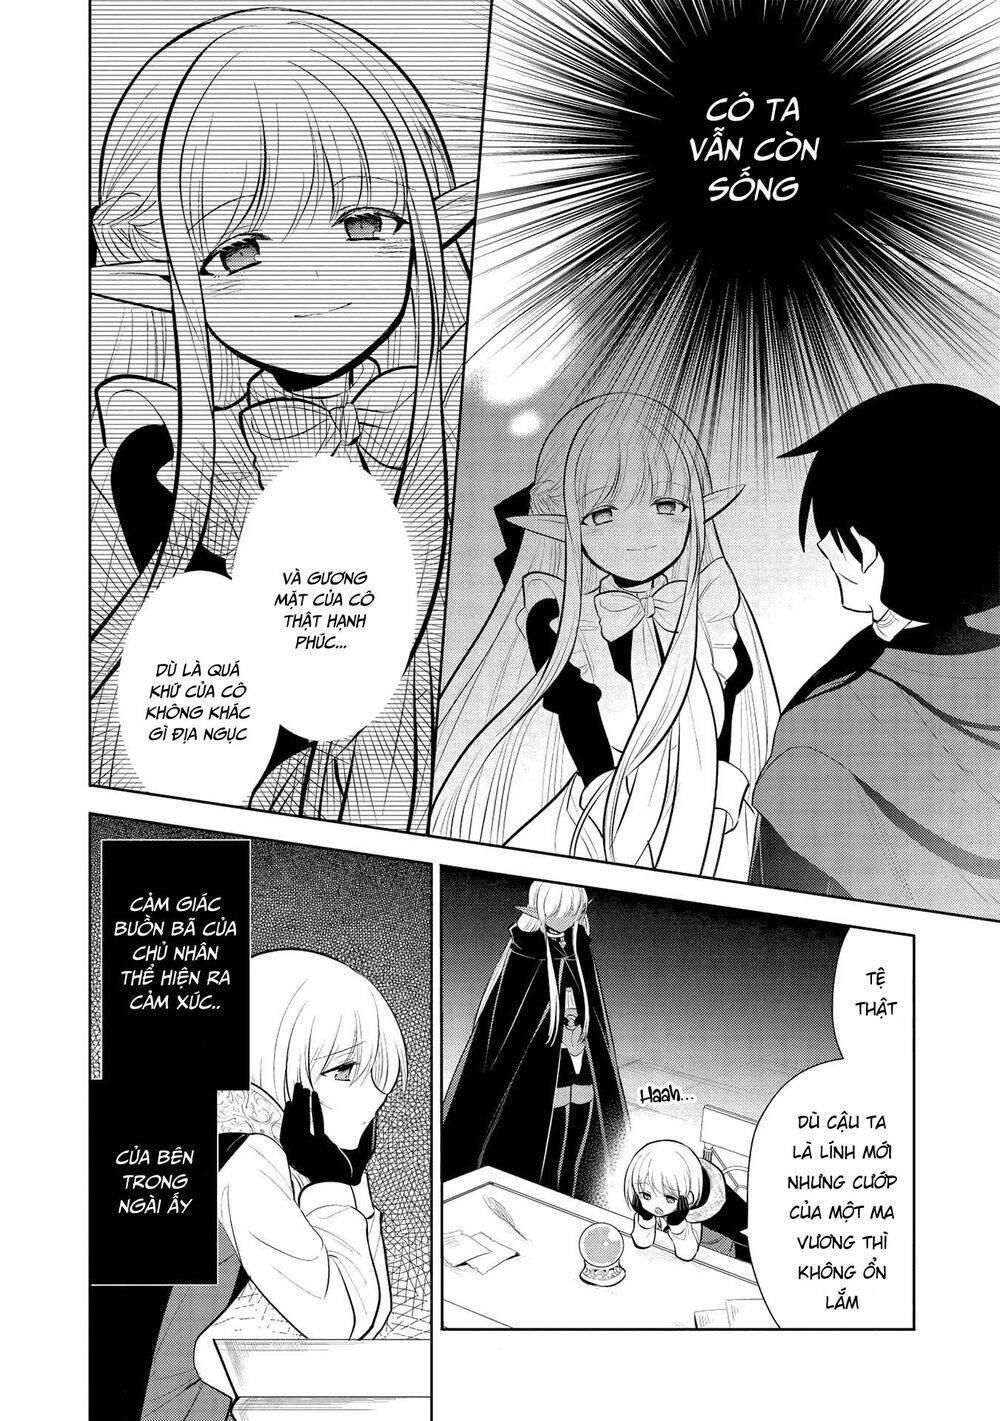 CÔ TA
VẪN CÒN
SỐNG
VÀ GƯƠNG
MẶT CỦA CÔ
THẬT HẠNH
PHÚC...
DÙ LÀ QUÁ
KHỨ CỦA CÔ
KHÔNG KHÁC
GÌ ĐỊA NGỤC
TỆ
THẬT
Haah...
DÙ CẬU TA
LÀ LÍNH MỚI
NHƯNG CƯỚP
CỦA MỘT MA
VƯƠNG THÌ
KHÔNG ỔN
LẮM
CẢM GIÁC
BUỒN BÃ CỦA
CHỦ NHÂN
THỂ HIỆN RA
CẢM XÚC..
CỦA BÊN
TRONG
NGÀI ẤY